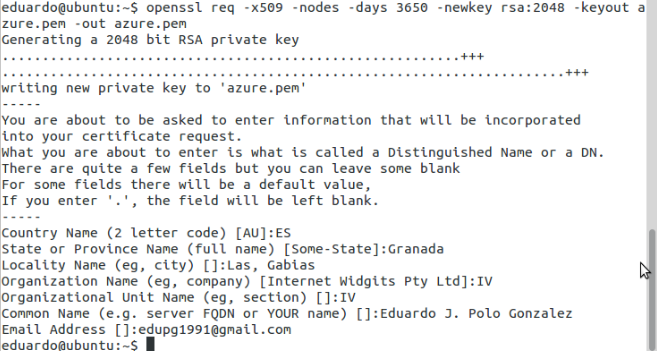 eduardo@ubuntu:~$ openssl req -x509 -nodes -days 3650 -newkey rsa:2048 -keyout a
zure.pem -out azure.pem
Generating a 2048 bit RSA private key
.........................................................+++
......................................................................+++
writing new private key to 'azure.pem'
-----
You are about to be asked to enter information that will be incorporated
into your certificate request.
What you are about to enter is what is called a Distinguished Name or a DN.
There are quite a few fields but you can leave some blank
For some fields there will be a default value,
If you enter '.', the field will be left blank.
-----
Country Name (2 letter code) [AU]:ES
State or Province Name (full name) [Some-State]:Granada
Locality Name (eg, city) []:Las, Gabias
Organization Name (eg, company) [Internet Widgits Pty Ltd]:IV
Organizational Unit Name (eg, section) []:IV
Common Name (e.g. server FQDN or YOUR name) []:Eduardo J. Polo Gonzalez
Email Address []:edupg1991@gmail.com
eduardo@ubuntu:~$